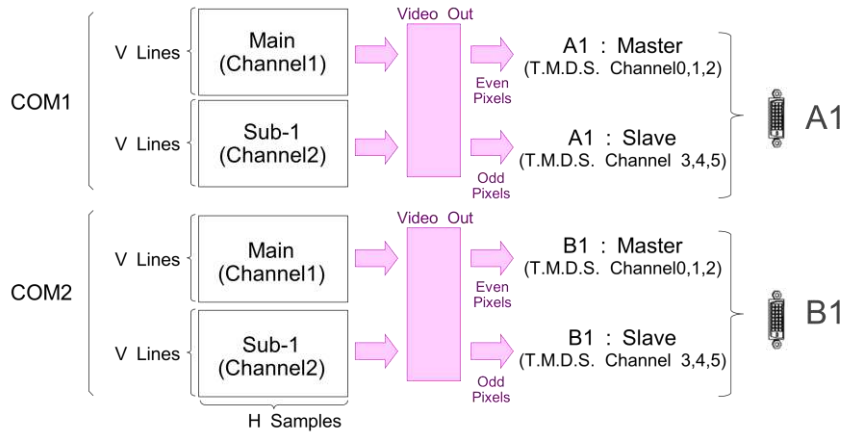 Video Out
COM1
V Lines
Main
(Channel1)
Even
Pixels
A1 : Master
(T.M.D.S. Channel0,1,2)
V Lines
Sub-1
(Channel2)
Odd
Pixels
A1 : Slave
(T.M.D.S. Channel 3,4,5)
A1
Video Out
COM2
V Lines
Main
(Channel1)
Even
Pixels
B1 : Master
(T.M.D.S. Channel0,1,2)
V Lines
Sub-1
(Channel2)
Odd
Pixels
B1 : Slave
(T.M.D.S. Channel 3,4,5)
B1
H Samples